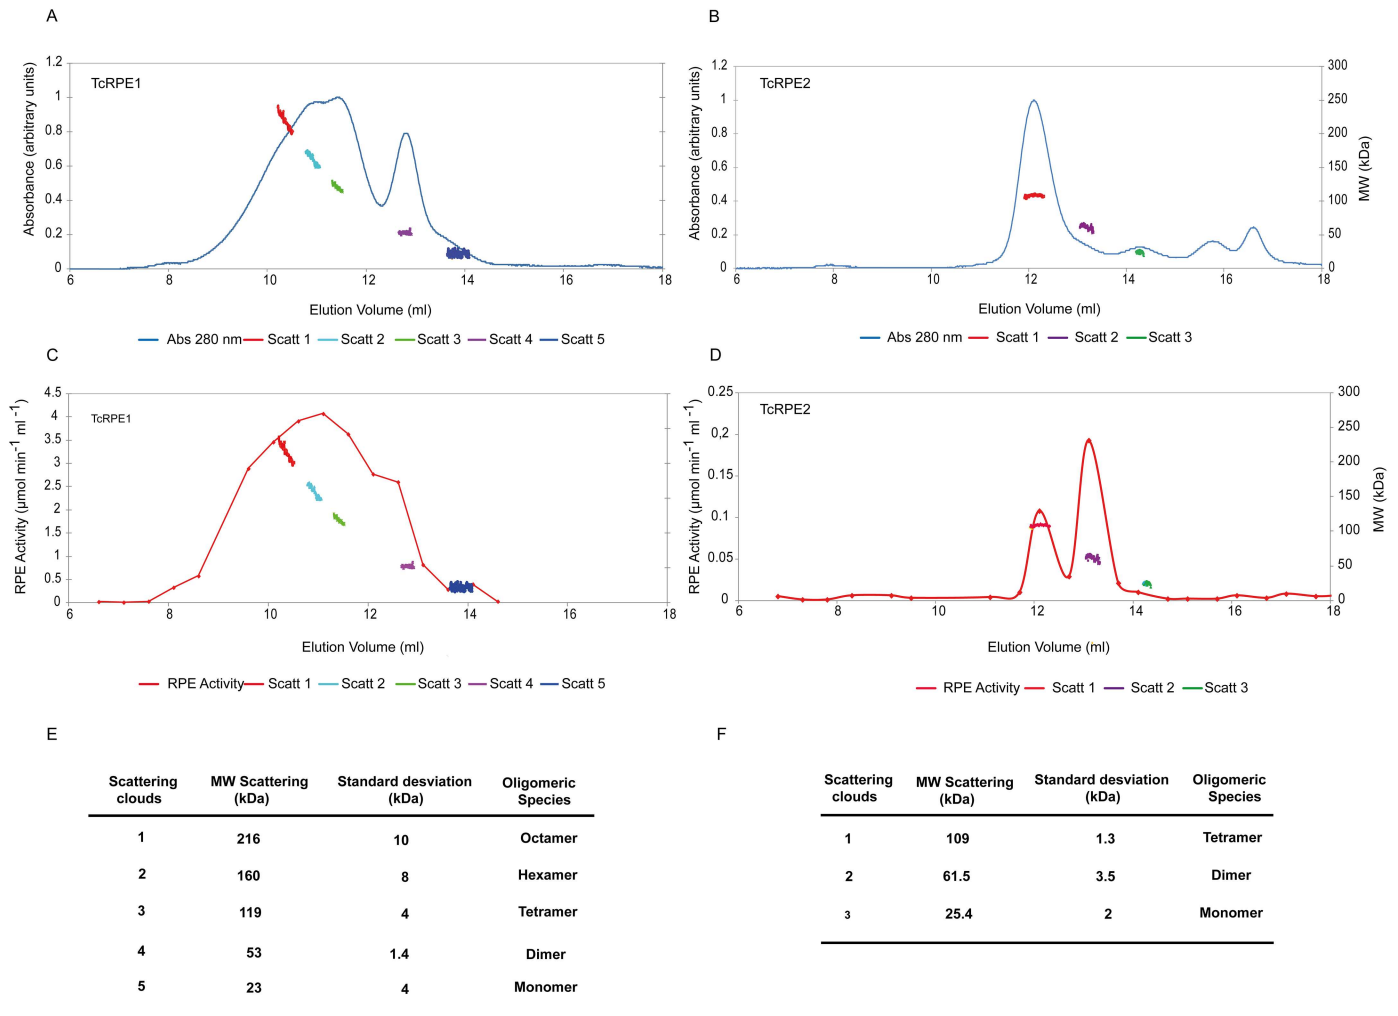 A
B
Absorbance (arbitrary units)
1.2
1
0.8
0.6
0.4
0.2
0
TcRPE1
6
8
10
12
14
16
18
Elution Volume (ml)
Abs 280 nm
Scatt 1
Scatt 2
Scatt 3
Scatt 4
Scatt 5
Absorbance (arbitrary units)
1.2
1
0.8
0.6
0.4
0.2
0
TcRPE2
300
250
200
150
100
50
0
MW (kDa)
6
8
10
12
14
16
18
Elution Volume (ml)
Abs 280 nm
Scatt 1
Scatt 2
Scatt 3
C
D
RPE Activity (µmol min-1 ml -1)
4.5
4
3.5
3
2.5
2
1.5
1
0.5
0
TcRPE1
6
8
10
12
14
16
18
Elution Volume (ml)
RPE Activity
Scatt 1
Scatt 2
Scatt 3
Scatt 4
Scatt 5
RPE Activity (µmol min-1 ml -1)
0.25
0,2
0.15
0.1
0.05
0
TcRPE2
300
250
200
150
100
50
0
MW (kDa)
6
8
10
12
14
16
18
Elution Volume (ml)
RPE Activity
Scatt 1
Scatt 2
Scatt 3
E
F
Scattering clouds
MW Scattering (kDa)
Standard desviation (kDa)
Oligomeric Species
1 216 10 Octamer
2 160 8 Hexamer
3 119 4 Tetramer
4 53 1.4 Dimer
5 23 4 Monomer
Scattering clouds
MW Scattering (kDa)
Standard desviation (kDa)
Oligomeric Species
1 109 1.3 Tetramer
2 61.5 3.5 Dimer
3 25.4 2 Monomer